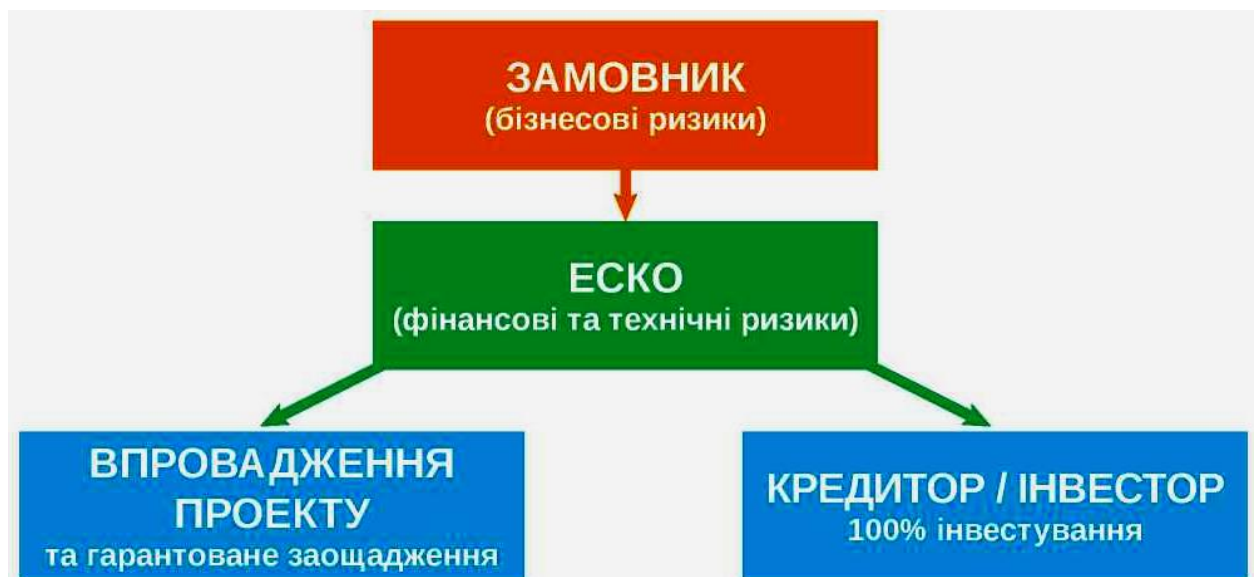 ЗАМОВНИК
(бізнесові ризики)
ЕСКО
(фінансові та технічні ризики)
ВПРОВАДЖЕННЯ
ПРОЕКТУ
та гарантоване заощадження
КРЕДИТОР / ІНВЕСТОР
100% інвестування